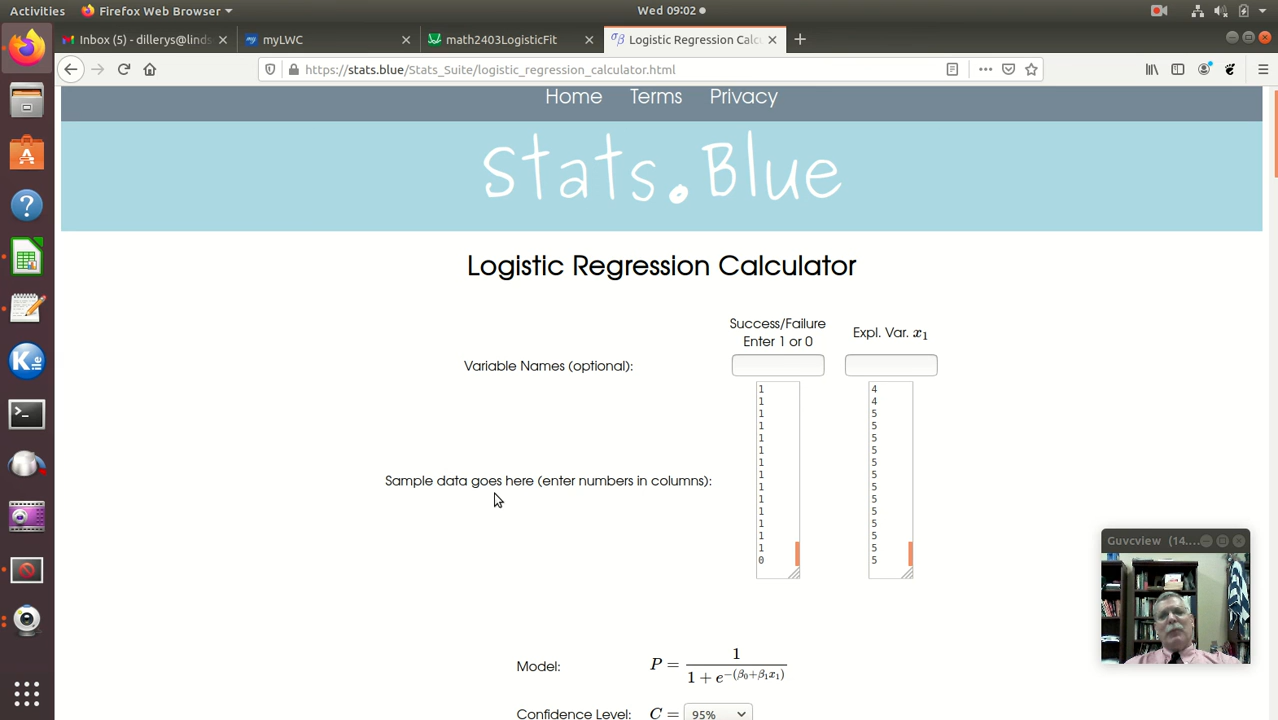 Activities
Firefox Web Browser
Wed 09:02
Inbox (5) - dillerys@linds
myLWC
math2403LogisticFit
Logistic Regression Calc
https://stats.blue/Stats_Suite/logistic_regression_calculator.html
Home Terms Privacy
Stats.Blue
Logistic Regression Calculator
Success/Failure
Enter 1 or 0
Expl. Var. x₁
Variable Names (optional):
1 4
1 4
1 5
1 5
1 5
1 5
1 5
1 5
1 5
1 5
1 5
1 5
1 5
1 5
0 5
Sample data goes here (enter numbers in columns):
Guvcview (14....
Model: P = 1 / (1 + e^−(β₀+β₁x₁))
Confidence Level: C = 95%